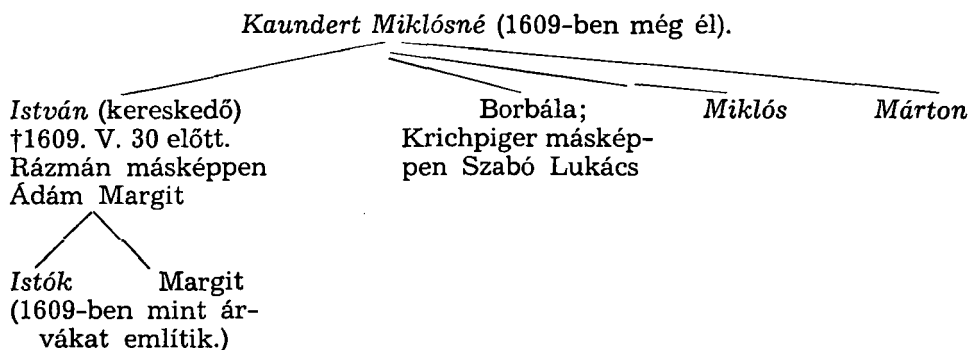 Kaundert Miklósné (1609-ben még él).
István (kereskedő)
†1609. V. 30 előtt.
Rázmán másképpen
Ádám Margit
Borbála;
Krichpiger máskép-
pen Szabó Lukács
Miklós
Márton
Istók Margit
(1609-ben mint ár-
vákat említik.)